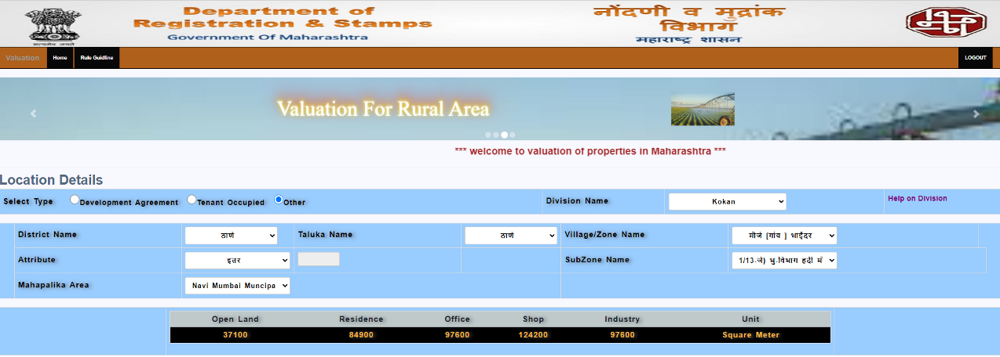 Department of
Registration & Stamps
Government Of Maharashtra
नोंदणी व मुद्रांक
विभाग
महाराष्ट्र शासन
सत्यमेव जयते
Valuation Home Rule Guidline LOGOUT
Valuation For Rural Area
*** welcome to valuation of properties in Maharashtra ***
Location Details
Select Type Development Agreement Tenant Occupied Other Division Name Kokan Help on Division
District Name ठाणे Taluka Name ठाणे Village/Zone Name मौजे [गांव ] भाईंदर
Attribute इतर SubZone Name 1/13-जे) भु-विभाग हद्दी मं
Mahapalika Area Navi Mumbai Muncipa
Open Land Residence Office Shop Industry Unit
37100 84900 97600 124200 97600 Square Meter